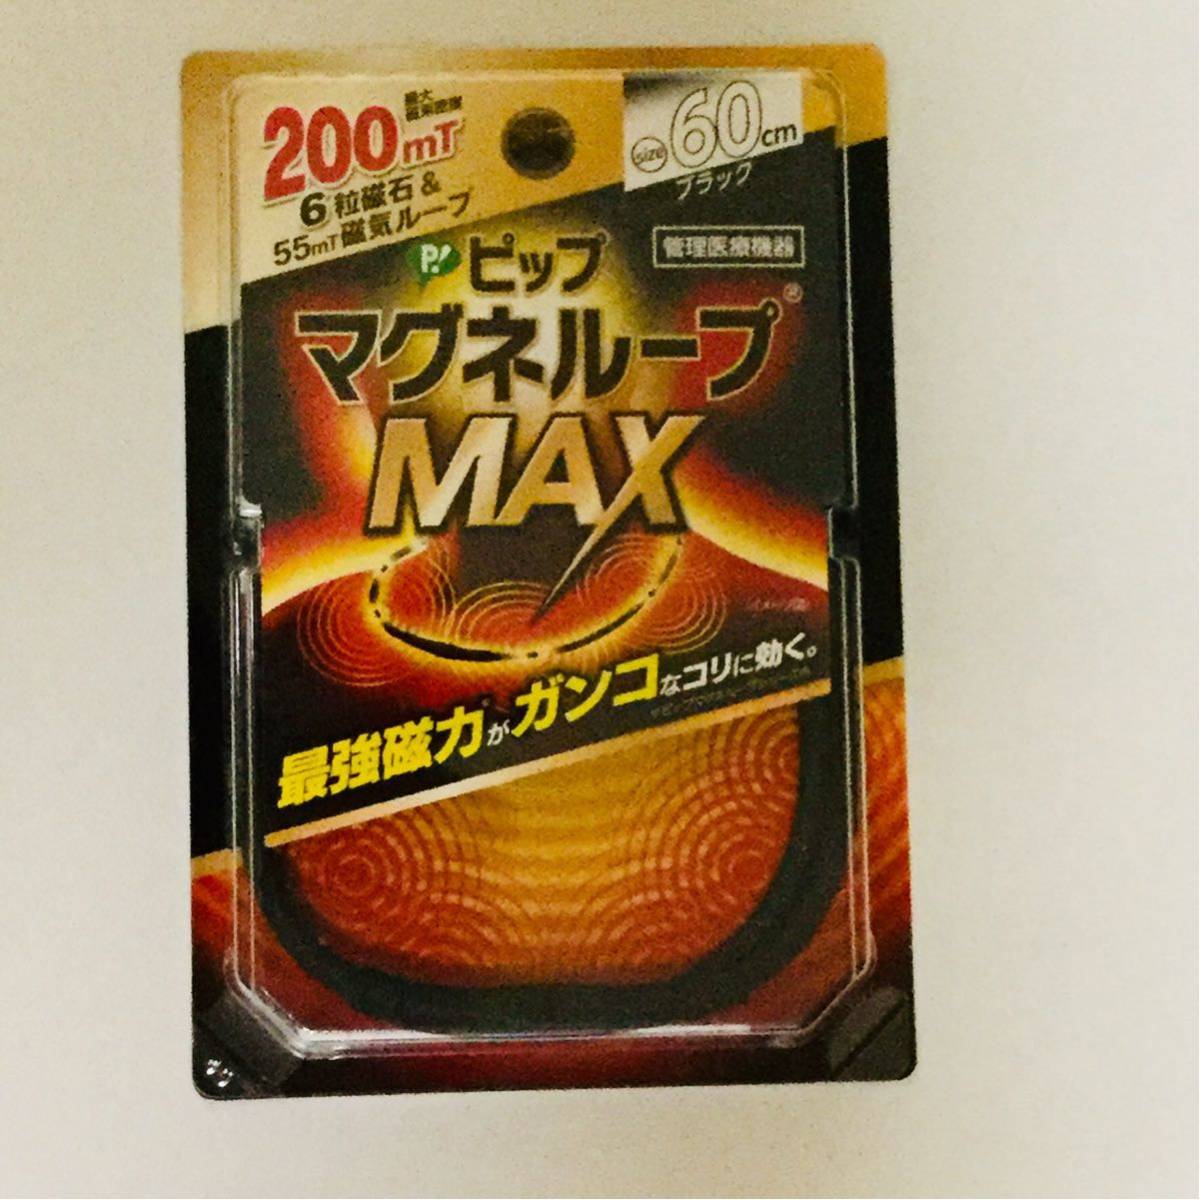 最大
磁束密度
200mT
6粒磁石&
55mT磁気ループ
size 60cm
ブラック
管理医療機器
P!
ピップ
マグネループ®
MAX
最強磁力※がガンコなコリに効く。